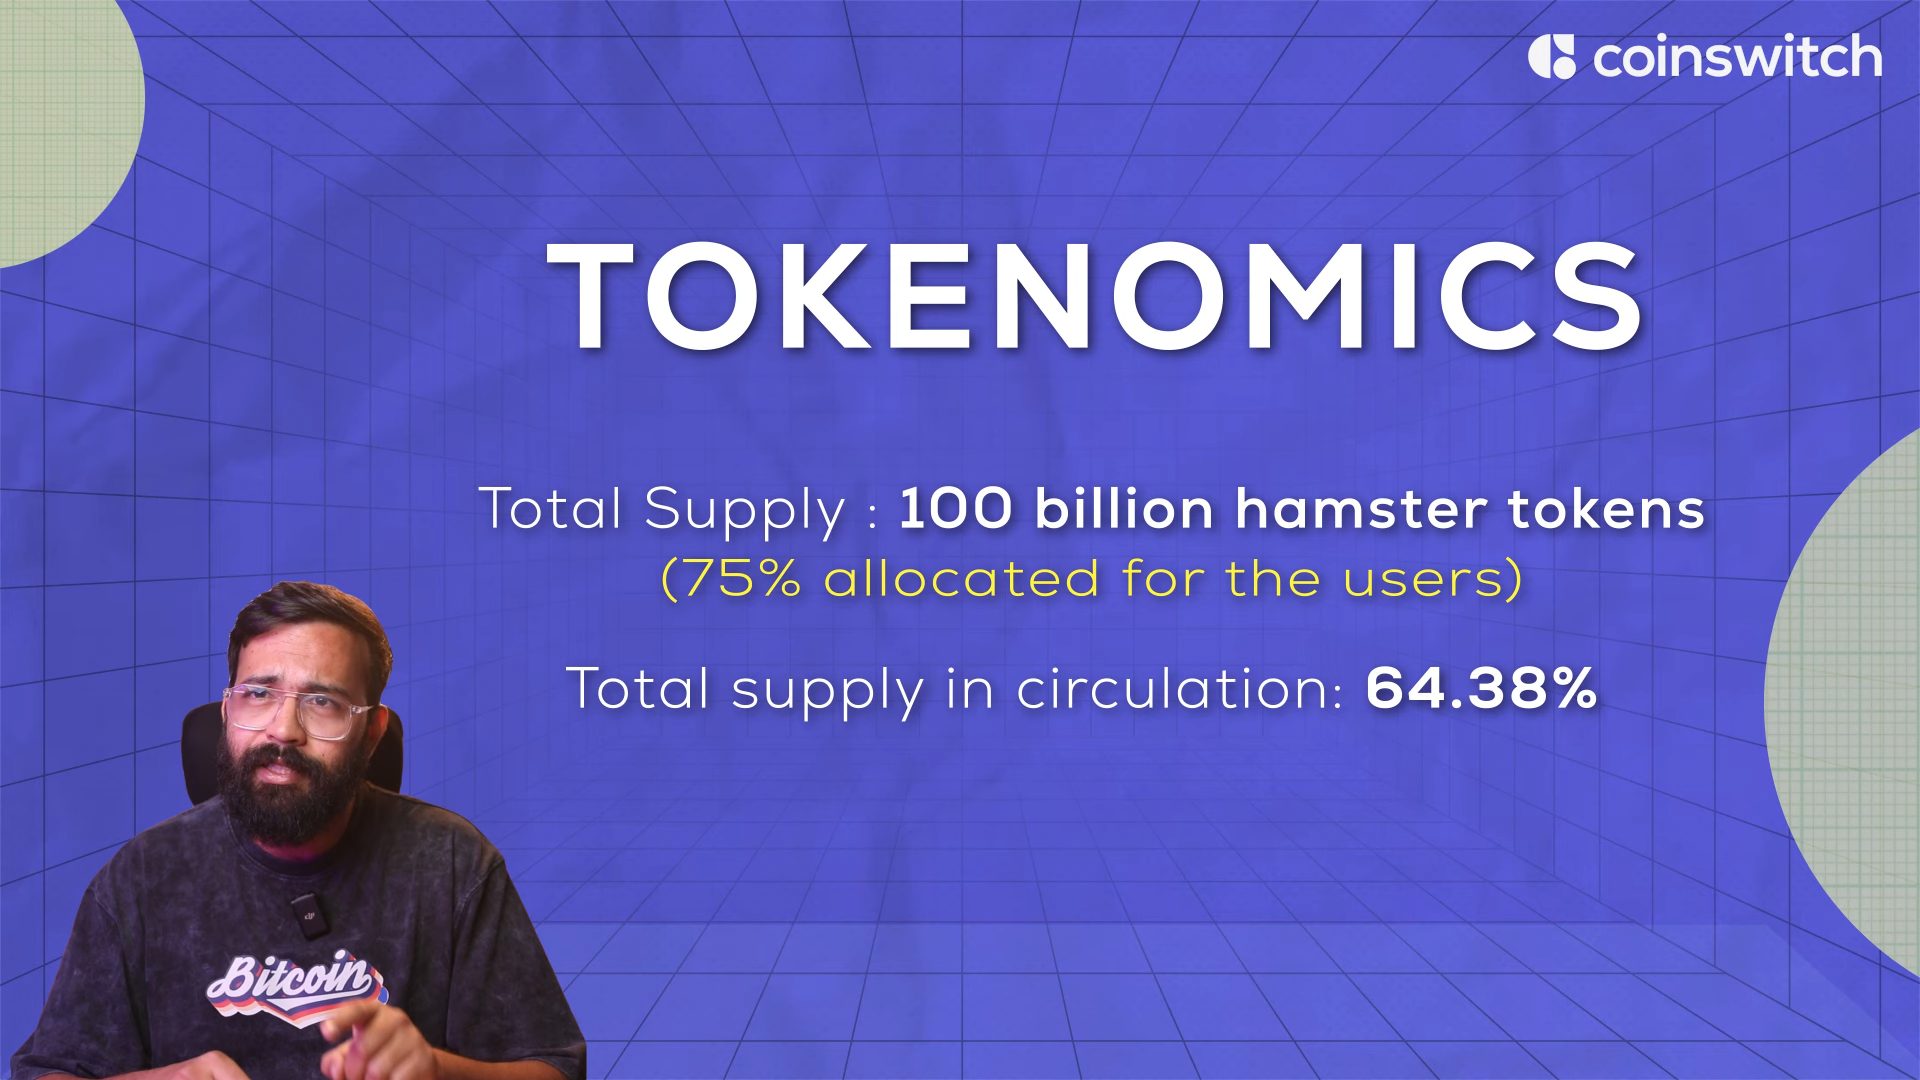 coinswitch
TOKENOMICS
Total Supply : 100 billion hamster tokens
(75% allocated for the users)
Total supply in circulation: 64.38%
dji
Bitcoin